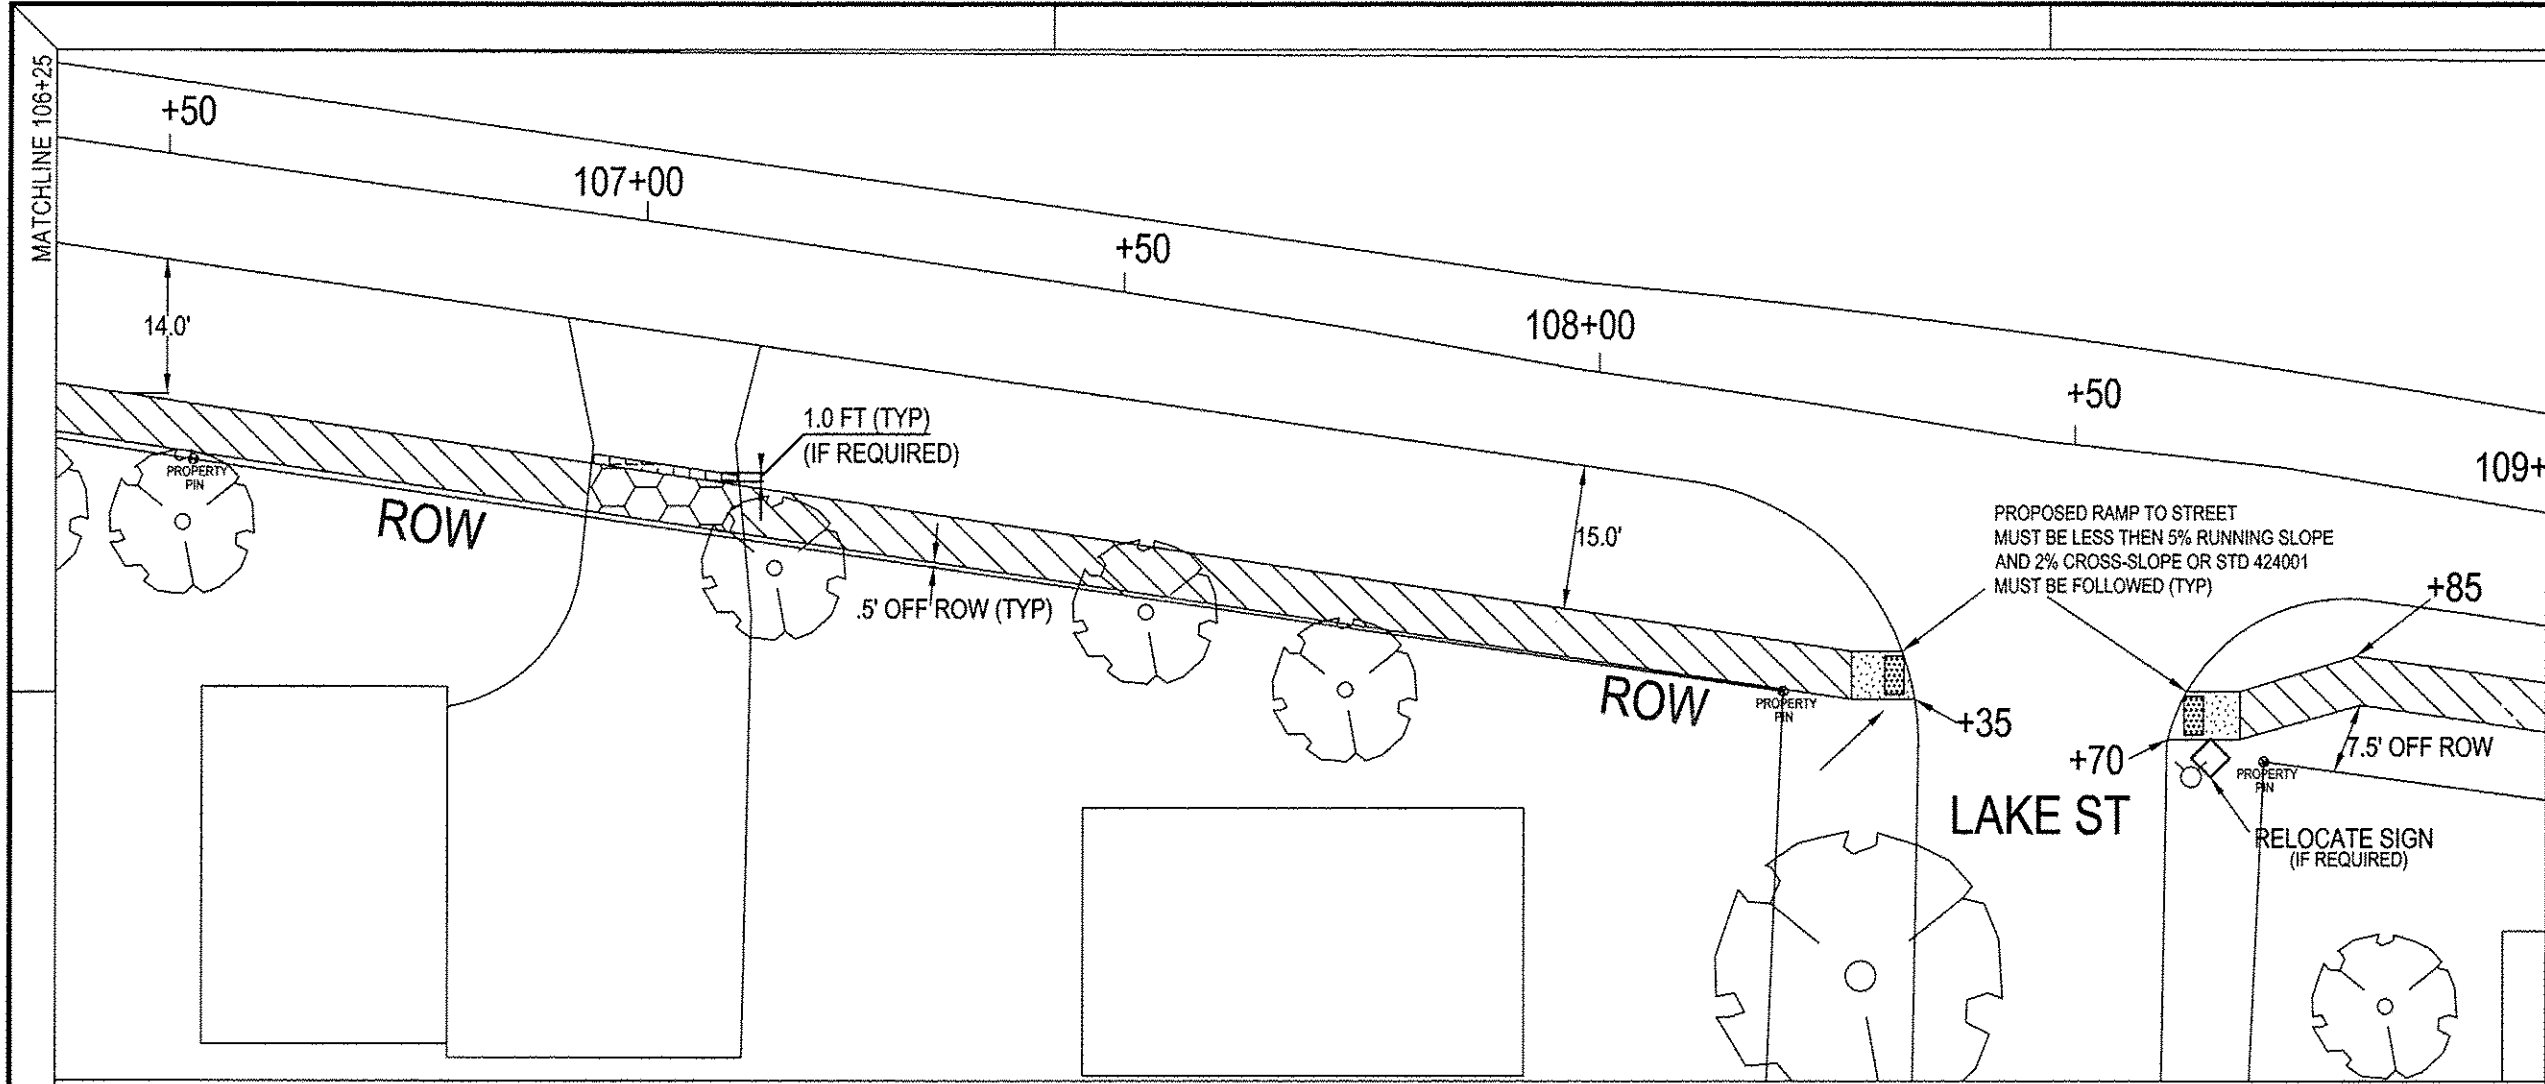 MATCHLINE 106+25
+50
107+00
+50
108+00
+50
109+
14.0'
1.0 FT (TYP)
(IF REQUIRED)
PROPERTY
PIN
ROW
.5' OFF ROW (TYP)
15.0'
PROPOSED RAMP TO STREET
MUST BE LESS THEN 5% RUNNING SLOPE
AND 2% CROSS-SLOPE OR STD 424001
MUST BE FOLLOWED (TYP)
+85
ROW
PROPERTY
PIN
+35
+70
7.5' OFF ROW
PROPERTY
PIN
LAKE ST
RELOCATE SIGN
(IF REQUIRED)